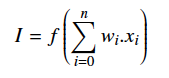 I = f(∑_{i=0}^{n} w_i.x_i)